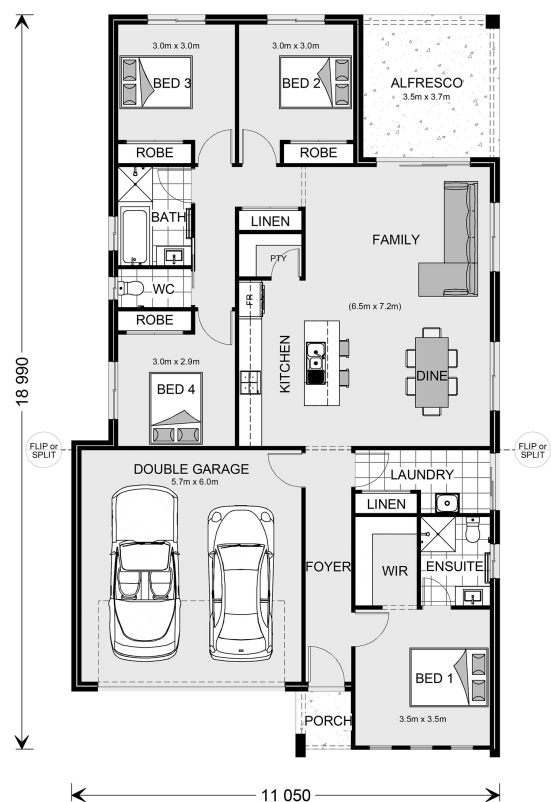 3.0m x 3.0m
BED 3
3.0m x 3.0m
BED 2
ALFRESCO
3.5m x 3.7m
ROBE
ROBE
BATH
LINEN
FAMILY
PTY
WC
FR
(6.5m x 7.2m)
ROBE
KITCHEN
3.0m x 2.9m
DINE
BED 4
18 990
FLIP or
SPLIT
FLIP or
SPLIT
DOUBLE GARAGE
5.7m x 6.0m
LAUNDRY
LINEN
FOYER
WIR
ENSUITE
BED 1
3.5m x 3.5m
PORCH
11 050